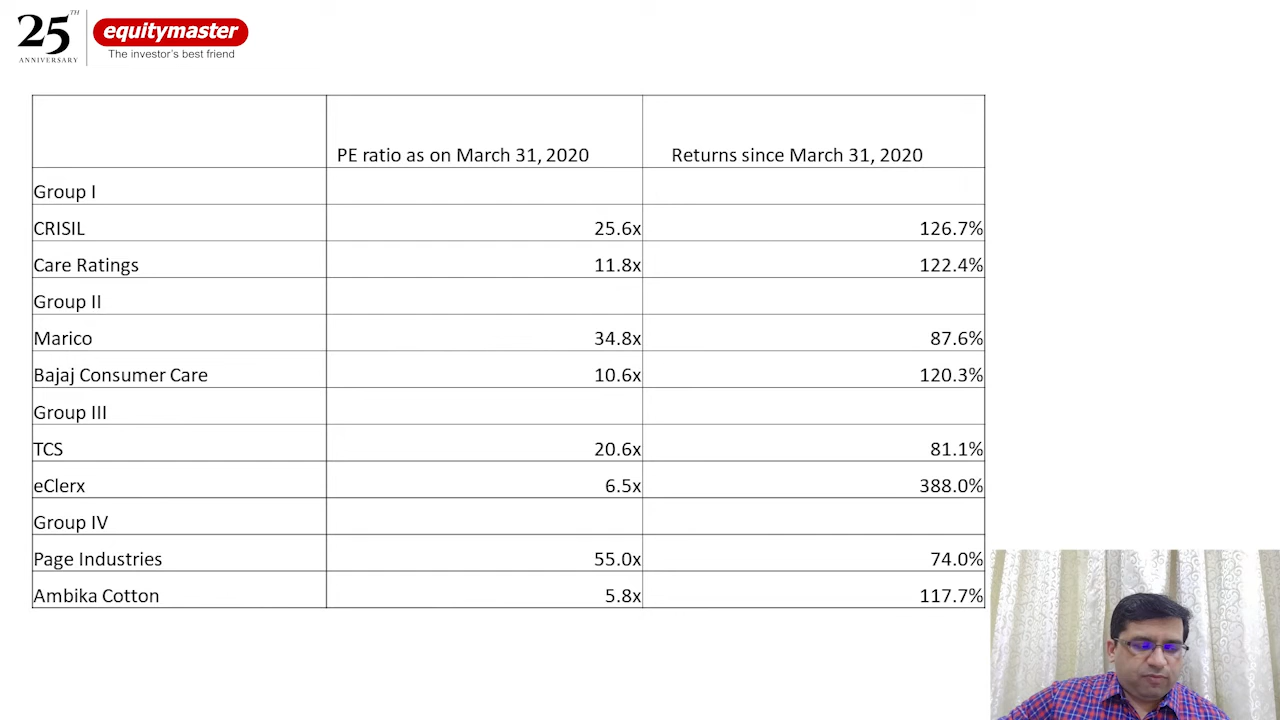 25TH
ANNIVERSARY
equitymaster
The investor's best friend
PE ratio as on March 31, 2020 Returns since March 31, 2020
Group I
CRISIL 25.6x 126.7%
Care Ratings 11.8x 122.4%
Group II
Marico 34.8x 87.6%
Bajaj Consumer Care 10.6x 120.3%
Group III
TCS 20.6x 81.1%
eClerx 6.5x 388.0%
Group IV
Page Industries 55.0x 74.0%
Ambika Cotton 5.8x 117.7%